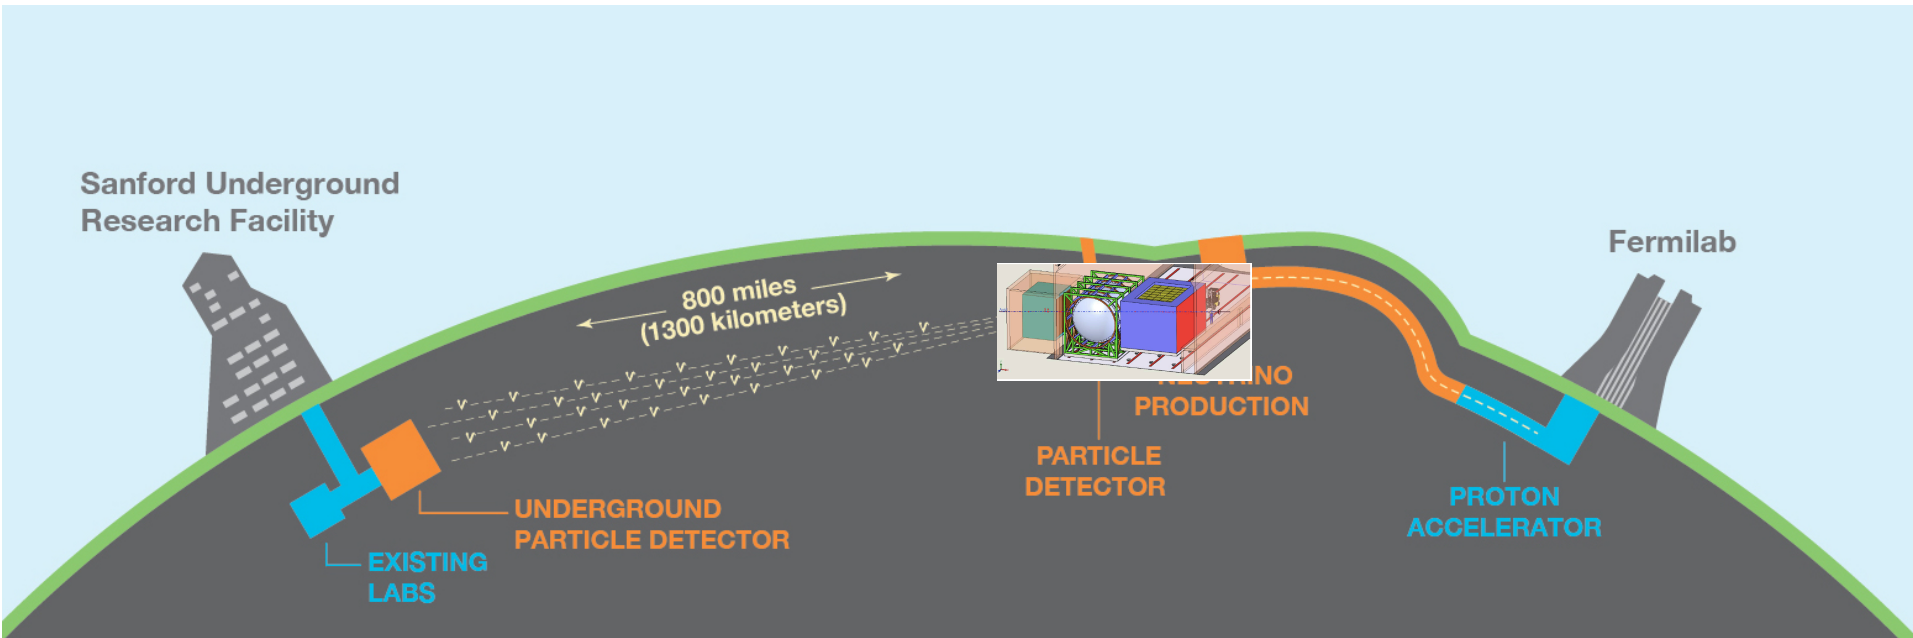 Sanford Underground
Research Facility
Fermilab
800 miles
(1300 kilometers)
PRODUCTION
PARTICLE
DETECTOR
PROTON
ACCELERATOR
UNDERGROUND
PARTICLE DETECTOR
EXISTING
LABS